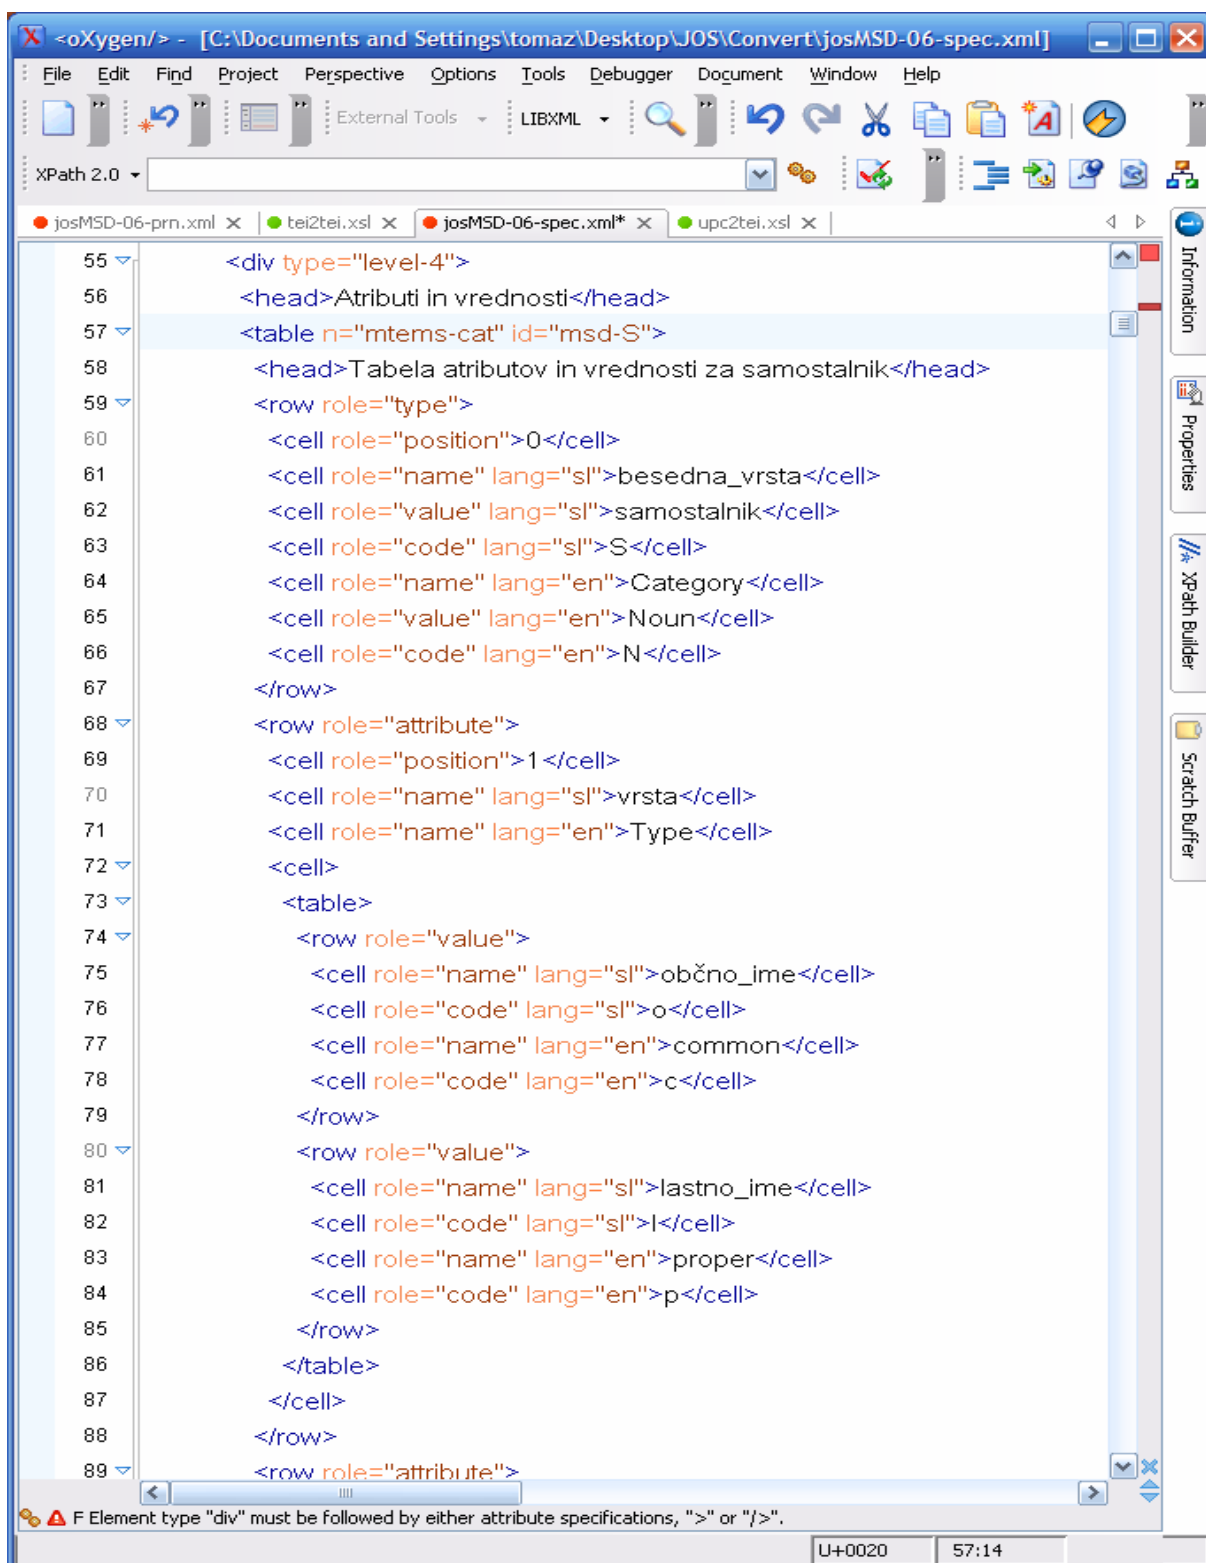 <oXygen/> - [C:\Documents and Settings\tomaz\Desktop\JOS\Convert\josMSD-06-spec.xml]
File Edit Find Project Perspective Options Tools Debugger Document Window Help
External Tools LIBXML
XPath 2.0
josMSD-06-prn.xml tei2tei.xsl josMSD-06-spec.xml* upc2tei.xsl
55 <div type="level-4">
56 <head>Atributi in vrednosti</head>
57 <table n="mtems-cat" id="msd-S">
58 <head>Tabela atributov in vrednosti za samostalnik</head>
59 <row role="type">
60 <cell role="position">0</cell>
61 <cell role="name" lang="sl">besedna_vrsta</cell>
62 <cell role="value" lang="sl">samostalnik</cell>
63 <cell role="code" lang="sl">S</cell>
64 <cell role="name" lang="en">Category</cell>
65 <cell role="value" lang="en">Noun</cell>
66 <cell role="code" lang="en">N</cell>
67 </row>
68 <row role="attribute">
69 <cell role="position">1</cell>
70 <cell role="name" lang="sl">vrsta</cell>
71 <cell role="name" lang="en">Type</cell>
72 <cell>
73 <table>
74 <row role="value">
75 <cell role="name" lang="sl">občno_ime</cell>
76 <cell role="code" lang="sl">o</cell>
77 <cell role="name" lang="en">common</cell>
78 <cell role="code" lang="en">c</cell>
79 </row>
80 <row role="value">
81 <cell role="name" lang="sl">lastno_ime</cell>
82 <cell role="code" lang="sl">l</cell>
83 <cell role="name" lang="en">proper</cell>
84 <cell role="code" lang="en">p</cell>
85 </row>
86 </table>
87 </cell>
88 </row>
89 <row role="attribute">
Information
Properties
XPath Builder
Scratch Buffer
F Element type "div" must be followed by either attribute specifications, ">" or "/>".
U+0020 57:14